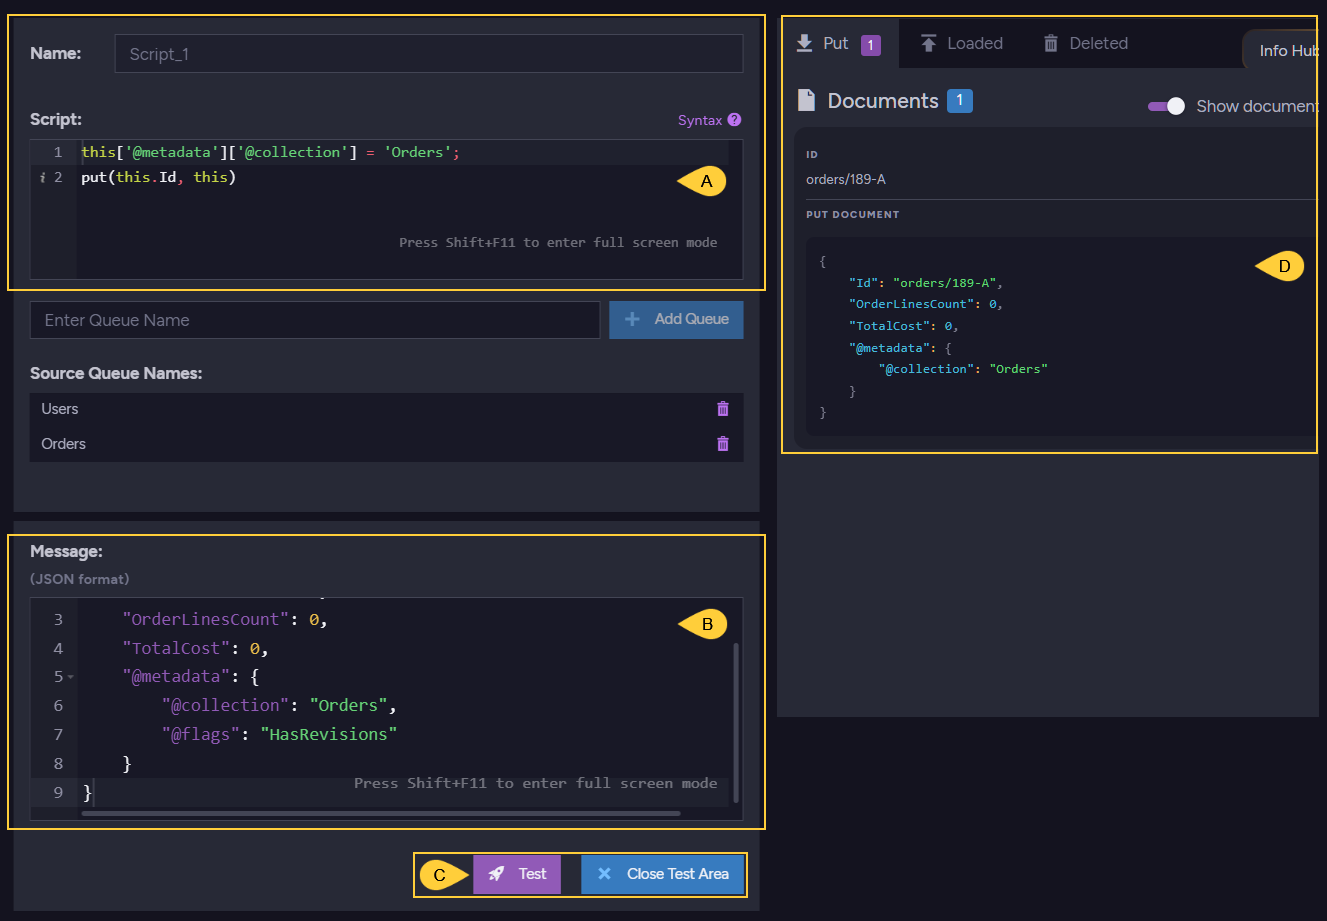 Name:
Script_1
Script:
Syntax ?
1 this['@metadata']['@collection'] = 'Orders';
i 2 put(this.Id, this)
A
Press Shift+F11 to enter full screen mode
Enter Queue Name
+ Add Queue
Source Queue Names:
Users
Orders
Message:
(JSON format)
3 "OrderLinesCount": 0,
B
4 "TotalCost": 0,
5 "@metadata": {
6 "@collection": "Orders",
7 "@flags": "HasRevisions"
8 }
Press Shift+F11 to enter full screen mode
9 }
C
Test
Close Test Area
Put 1
Loaded
Deleted
Info Hub
Documents 1
Show document
ID
orders/189-A
PUT DOCUMENT
{
D
"Id": "orders/189-A",
"OrderLinesCount": 0,
"TotalCost": 0,
"@metadata": {
"@collection": "Orders"
}
}